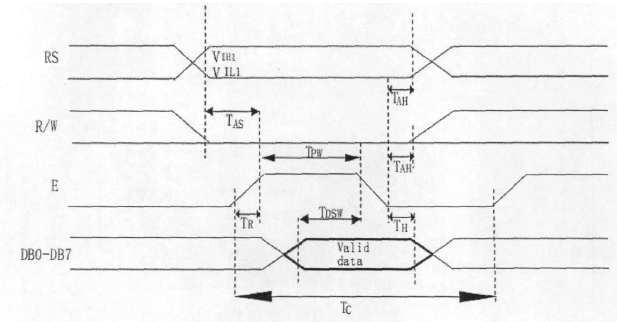 RS
VIH1
VIL1
TAH
R/W
TAS
TPW
TAH
E
TR
TDSW
TH
DB0-DB7
Valid
data
TC